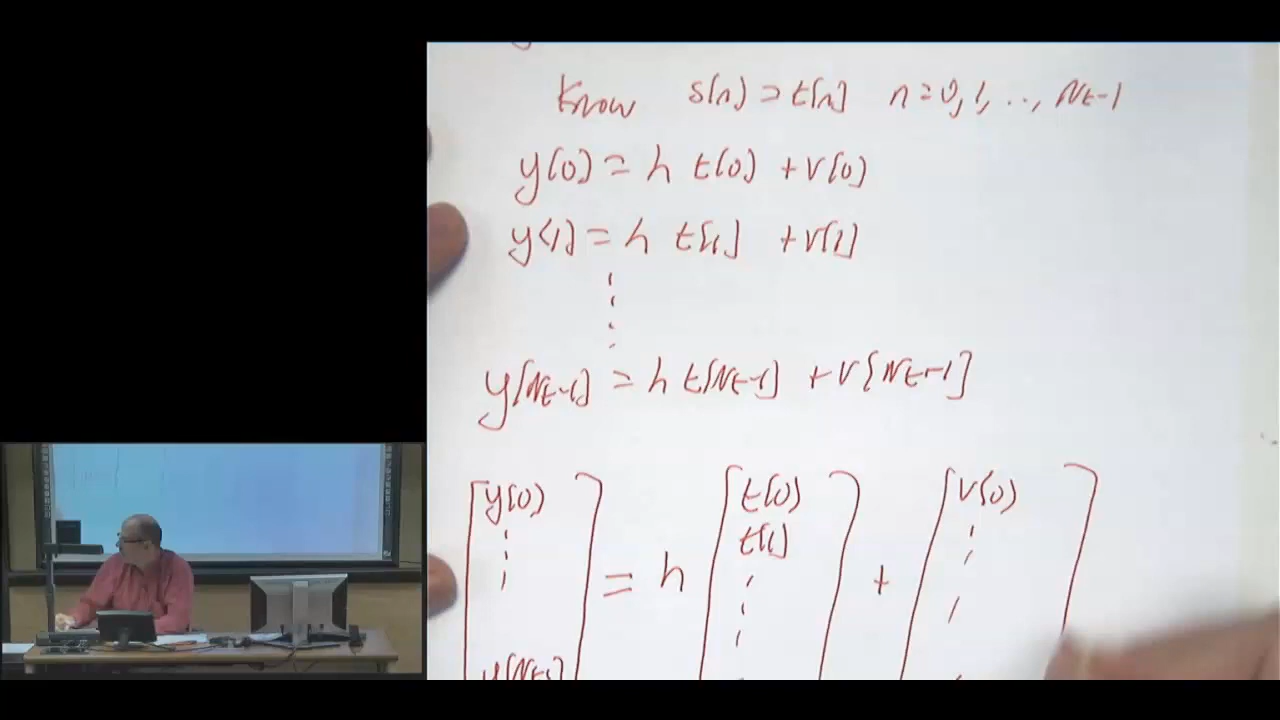 Know s[n] = t[n] n = 0, 1, ..., Nt-1
y[0] = h t[0] + v[0]
y[1] = h t[1] + v[1]
y[Nt-1] = h t[Nt-1] + v[Nt-1]
[y[0] ⋮ y[Nt-1]] = h [t[0] t[1] ⋮] + [v[0] ⋮]